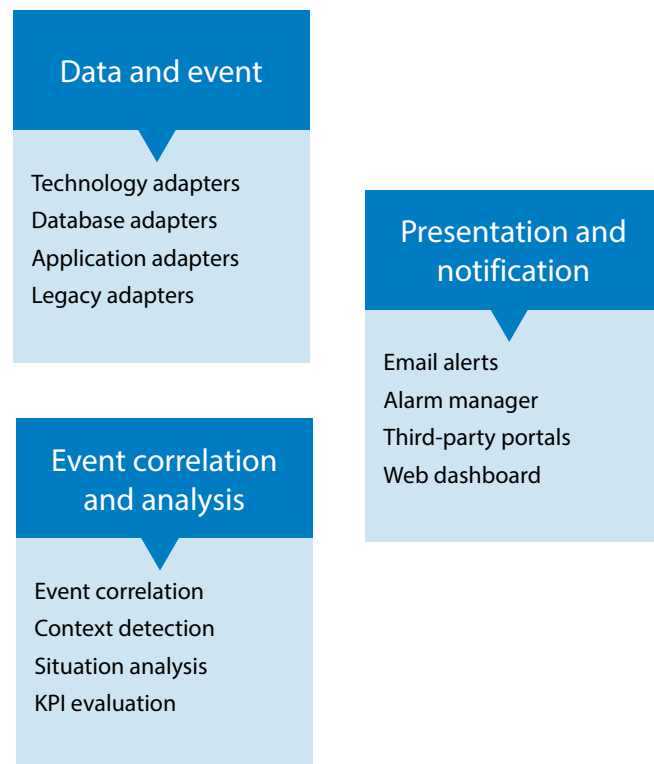 Data and event
Technology adapters
Database adapters
Application adapters
Legacy adapters
Event correlation
and analysis
Event correlation
Context detection
Situation analysis
KPI evaluation
Presentation and
notification
Email alerts
Alarm manager
Third-party portals
Web dashboard